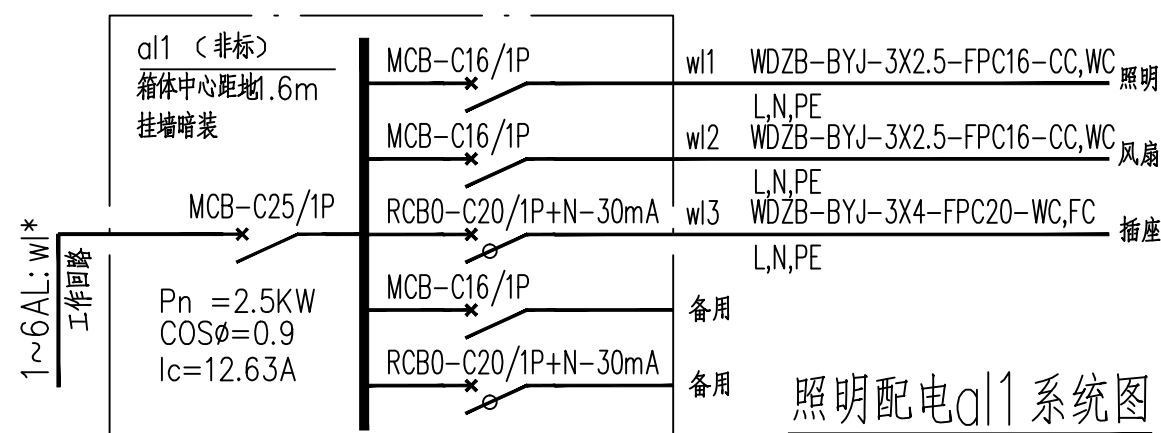 al1 （非标）
箱体中心距地1.6m
挂墙暗装
MCB-C25/1P
1~6AL: wl*
工作回路
Pn =2.5KW
COSø=0.9
Ic=12.63A
MCB-C16/1P
wl1 WDZB-BYJ-3X2.5-FPC16-CC,WC 照明
L,N,PE
MCB-C16/1P
wl2 WDZB-BYJ-3X2.5-FPC16-CC,WC 风扇
L,N,PE
RCBO-C20/1P+N-30mA
wl3 WDZB-BYJ-3X4-FPC20-WC,FC 插座
L,N,PE
MCB-C16/1P 备用
RCBO-C20/1P+N-30mA 备用
照明配电al1 系统图